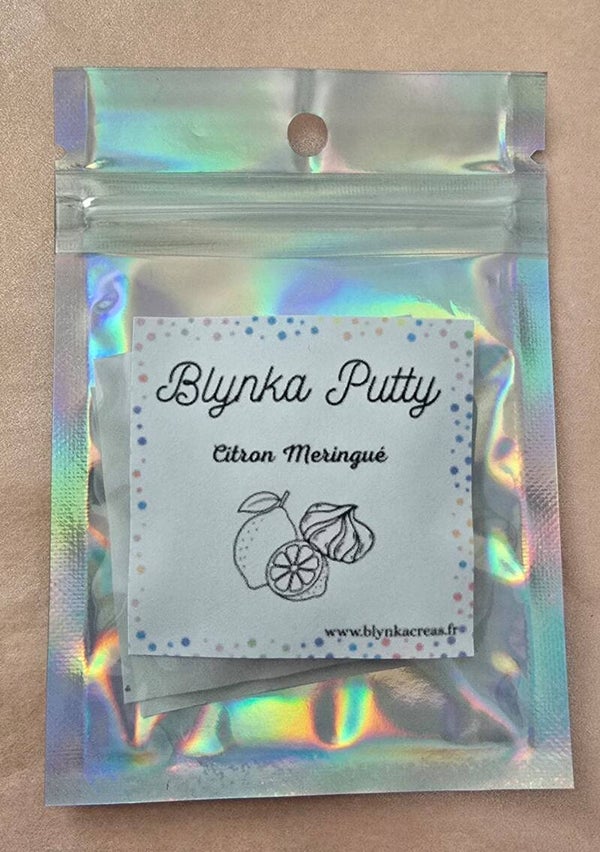 Blynka Putty
Citron Meringué
www.blynkacreas.fr